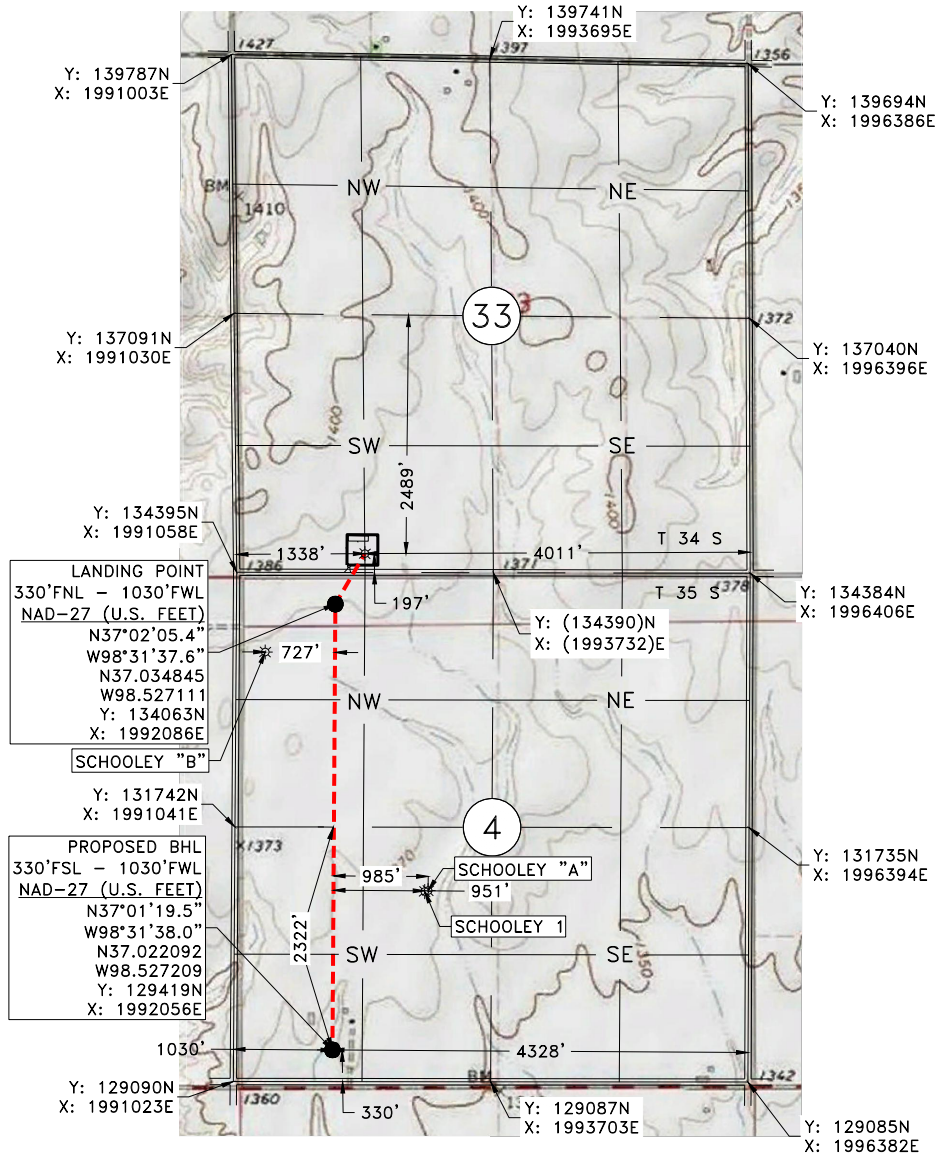 Y: 139741N
X: 1993695E
1427
1397
1356
Y: 139787N
X: 1991003E
Y: 139694N
X: 1996386E
BM
NW
NE
1410
1400
33
1372
Y: 137091N
X: 1991030E
Y: 137040N
X: 1996396E
1400
SW
SE
2489'
1400
Y: 134395N
X: 1991058E
1338'
4011'
T 34 S
1386
1371
1378
T 35 S
197'
Y: 134384N
X: 1996406E
LANDING POINT
330'FNL – 1030'FWL
NAD-27 (U.S. FEET)
N37°02'05.4"
W98°31'37.6"
N37.034845
W98.527111
Y: 134063N
X: 1992086E
Y: (134390)N
X: (1993732)E
727'
NW
NE
SCHOOLEY "B"
Y: 131742N
X: 1991041E
4
1373
Y: 131735N
X: 1996394E
PROPOSED BHL
330'FSL – 1030'FWL
NAD-27 (U.S. FEET)
N37°01'19.5"
W98°31'38.0"
N37.022092
W98.527209
Y: 129419N
X: 1992056E
985'
SCHOOLEY "A"
951'
SCHOOLEY 1
2322'
SW
SE
1350
1030'
4328'
BM
1342
Y: 129090N
X: 1991023E
1360
330'
Y: 129087N
X: 1993703E
Y: 129085N
X: 1996382E